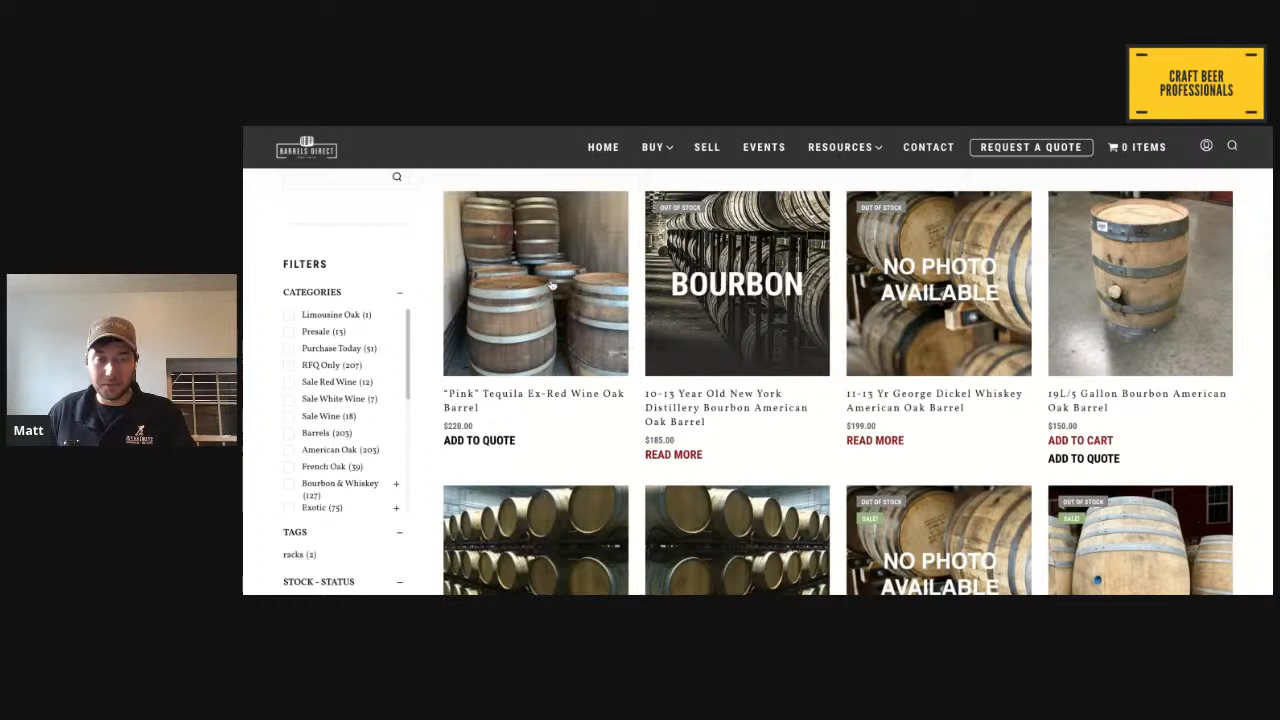 CRAFT BEER
PROFESSIONALS
BARRELS DIRECT
HOME
BUY
SELL
EVENTS
RESOURCES
CONTACT
REQUEST A QUOTE
0 ITEMS
FILTERS
CATEGORIES
Limousine Oak (1)
Presale (13)
Purchase Today (51)
RFQ Only (207)
Sale Red Wine (12)
Sale White Wine (7)
Sale Wine (18)
Barrels (203)
American Oak (203)
French Oak (39)
Bourbon & Whiskey
(127)
Exotic (75)
TAGS
racks (2)
STOCK - STATUS
"Pink" Tequila Ex-Red Wine Oak
Barrel
$220.00
ADD TO QUOTE
OUT OF STOCK
BOURBON
10-13 Year Old New York
Distillery Bourbon American
Oak Barrel
$185.00
READ MORE
OUT OF STOCK
NO PHOTO
AVAILABLE
11-13 Yr George Dickel Whiskey
American Oak Barrel
$199.00
READ MORE
19L/5 Gallon Bourbon American
Oak Barrel
$150.00
ADD TO CART
ADD TO QUOTE
OUT OF STOCK
SALE!
NO PHOTO
AVAILABLE
OUT OF STOCK
SALE!
Matt